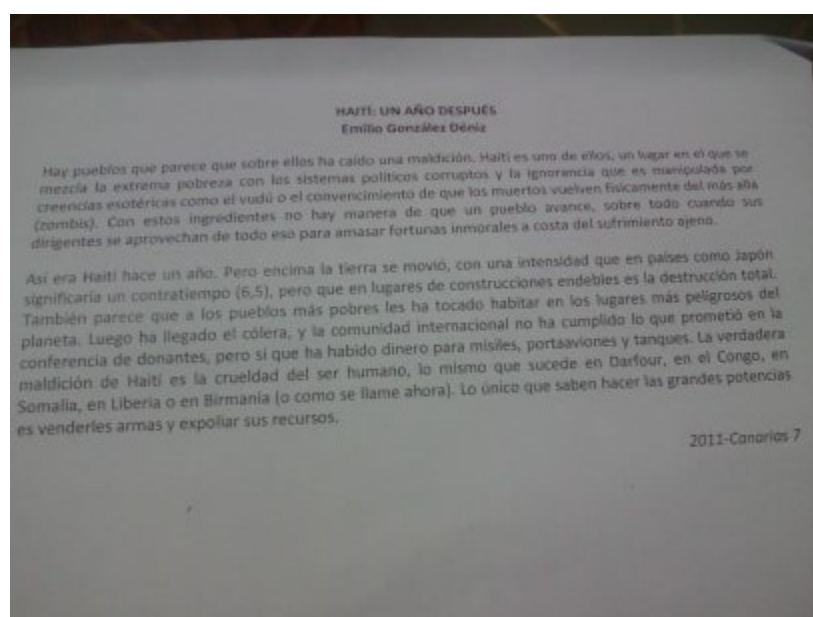 HAITÍ: UN AÑO DESPUÉS
Emilio González Déniz
Hay pueblos que parece que sobre ellos ha caído una maldición. Haití es uno de ellos, un lugar en el que se
mezcla la extrema pobreza con los sistemas políticos corruptos y la ignorancia que es manipulada por
creencias esotéricas como el vudú o el convencimiento de que los muertos vuelven físicamente del más allá
(zombis). Con estos ingredientes no hay manera de que un pueblo avance, sobre todo cuando sus
dirigentes se aprovechan de todo eso para amasar fortunas inmorales a costa del sufrimiento ajeno.
Así era Haití hace un año. Pero encima la tierra se movió, con una intensidad que en países como Japón
significaría un contratiempo (6,5), pero que en lugares de construcciones endebles es la destrucción total.
También parece que a los pueblos más pobres les ha tocado habitar en los lugares más peligrosos del
planeta. Luego ha llegado el cólera, y la comunidad internacional no ha cumplido lo que prometió en la
conferencia de donantes, pero sí que ha habido dinero para misiles, portaaviones y tanques. La verdadera
maldición de Haití es la crueldad del ser humano, lo mismo que sucede en Darfour, en el Congo, en
Somalia, en Liberia o en Birmania (o como se llame ahora). Lo único que saben hacer las grandes potencias
es venderles armas y expoliar sus recursos.
2011-Canarias 7